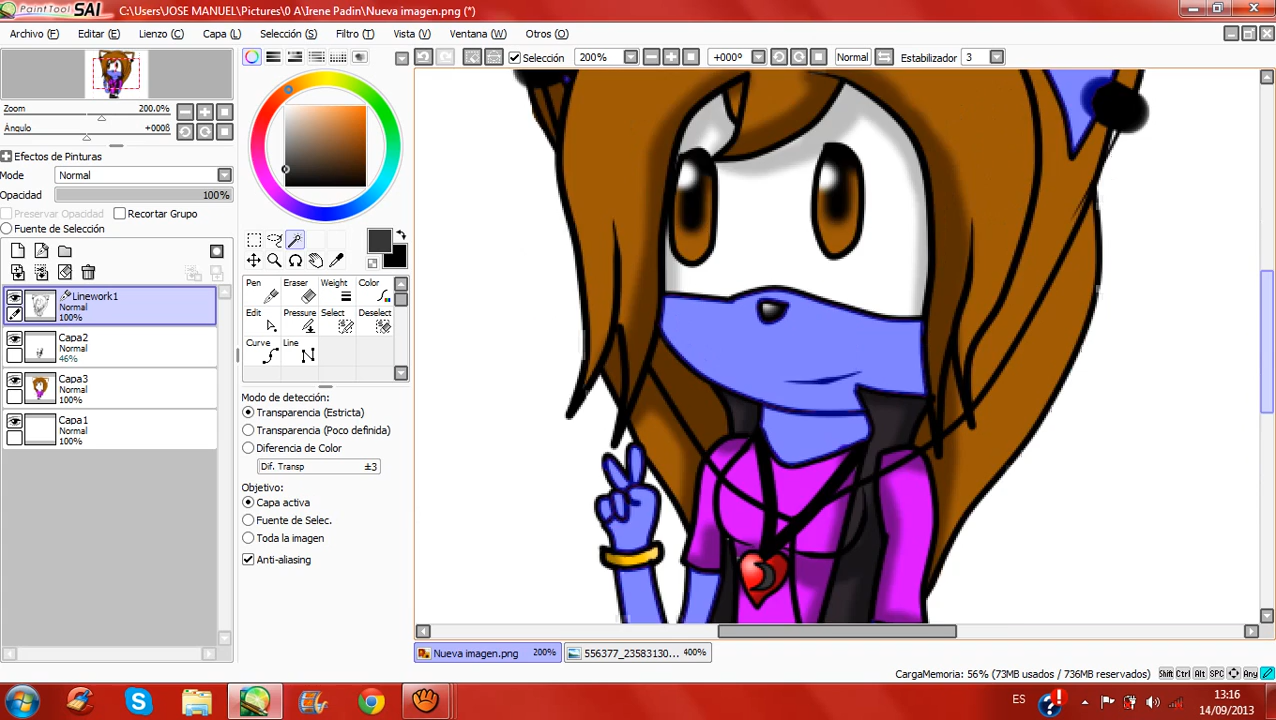 PaintTool SAI C:\Users\JOSE MANUEL\Pictures\0 A\Irene Padin\Nueva imagen.png (*)
Archivo (F) Editar (E) Lienzo (C) Capa (L) Selección (S) Filtro (T) Vista (V) Ventana (W) Otros (O)
Selección 200% +000º Normal Estabilizador 3
Zoom 200.0%
Ángulo +000ß
Efectos de Pinturas
Modo Normal
Opacidad 100%
Preservar Opacidad Recortar Grupo
Fuente de Selección
Linework1
Normal
100%
Capa2
Normal
46%
Capa3
Normal
100%
Capa1
Normal
100%
Pen Eraser Weight Color
Edit Pressure Select Deselect
Curve Line
Modo de detección:
Transparencia (Estricta)
Transparencia (Poco definida)
Diferencia de Color
Dif. Transp ±3
Objetivo:
Capa activa
Fuente de Selec.
Toda la imagen
Anti-aliasing
Nueva imagen.png 200% 556377_23583130... 400%
CargaMemoria: 56% (73MB usados / 736MB reservados) Shift Ctrl Alt SPC Any
ES 13:16
14/09/2013